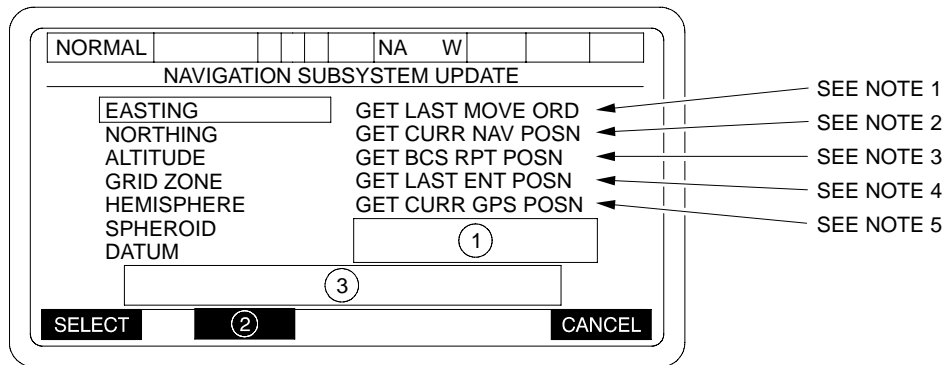 NORMAL NA W
NAVIGATION SUBSYSTEM UPDATE
EASTING GET LAST MOVE ORD SEE NOTE 1
NORTHING GET CURR NAV POSN SEE NOTE 2
ALTITUDE GET BCS RPT POSN SEE NOTE 3
GRID ZONE GET LAST ENT POSN SEE NOTE 4
HEMISPHERE GET CURR GPS POSN SEE NOTE 5
SPHEROID 1
DATUM
3
SELECT 2 CANCEL